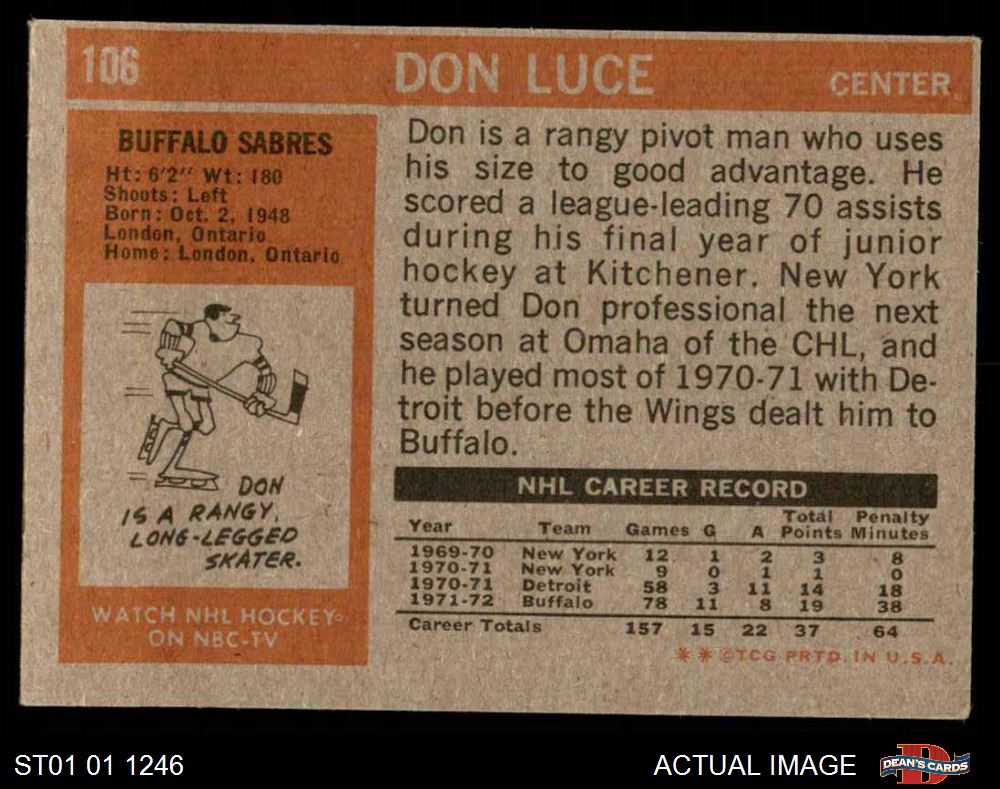 106 DON LUCE CENTER
BUFFALO SABRES
Ht: 6'2" Wt: 180
Shoots: Left
Born: Oct. 2, 1948
London, Ontario
Home: London, Ontario
DON
IS A RANGY,
LONG-LEGGED
SKATER.
WATCH NHL HOCKEY
ON NBC-TV
Don is a rangy pivot man who uses
his size to good advantage. He
scored a league-leading 70 assists
during his final year of junior
hockey at Kitchener. New York
turned Don professional the next
season at Omaha of the CHL, and
he played most of 1970-71 with De-
troit before the Wings dealt him to
Buffalo.
NHL CAREER RECORD
Year Team Games G A Total Points Penalty Minutes
1969-70 New York 12 1 2 3 8
1970-71 New York 9 0 1 1 0
1970-71 Detroit 58 3 11 14 18
1971-72 Buffalo 78 11 8 19 38
Career Totals 157 15 22 37 64
* * ©TCG PRTD. IN U.S.A.
ST01 01 1246 ACTUAL IMAGE DEAN'S CARDS